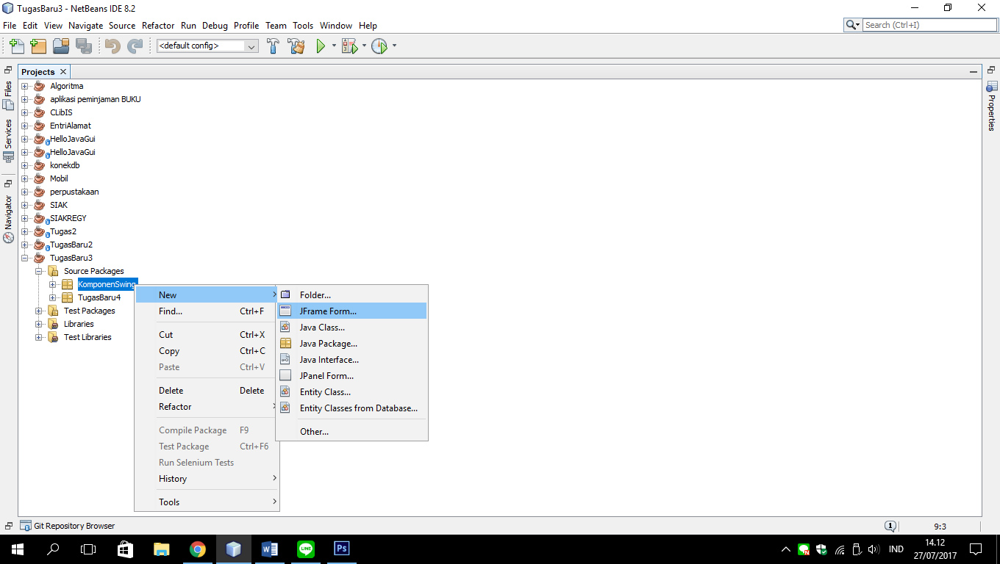 TugasBaru3 - NetBeans IDE 8.2
File Edit View Navigate Source Refactor Run Debug Profile Team Tools Window Help
Search (Ctrl+I)
<default config>
Projects
Files
Services
Navigator
Properties
Algoritma
aplikasi peminjaman BUKU
CLibIS
EntriAlamat
HelloJavaGui
HelloJavaGui
konekdb
Mobil
perpustakaan
SIAK
SIAKREGY
Tugas2
TugasBaru2
TugasBaru3
Source Packages
KomponenSwing
TugasBaru4
Test Packages
Libraries
Test Libraries
New
Find... Ctrl+F
Cut Ctrl+X
Copy Ctrl+C
Paste Ctrl+V
Delete Delete
Refactor
Compile Package F9
Test Package Ctrl+F6
Run Selenium Tests
History
Tools
Folder...
JFrame Form...
Java Class...
Java Package...
Java Interface...
JPanel Form...
Entity Class...
Entity Classes from Database...
Other...
Git Repository Browser
1
9:3
W
LINE
Ps
IND
14.12
27/07/2017